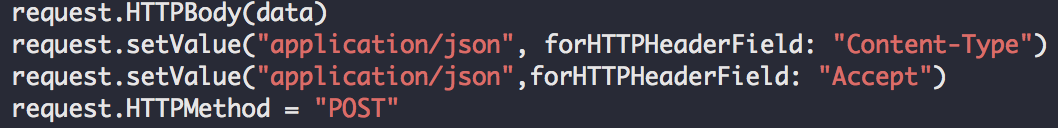 request.HTTPBody(data)
request.setValue("application/json", forHTTPHeaderField: "Content-Type")
request.setValue("application/json",forHTTPHeaderField: "Accept")
request.HTTPMethod = "POST"